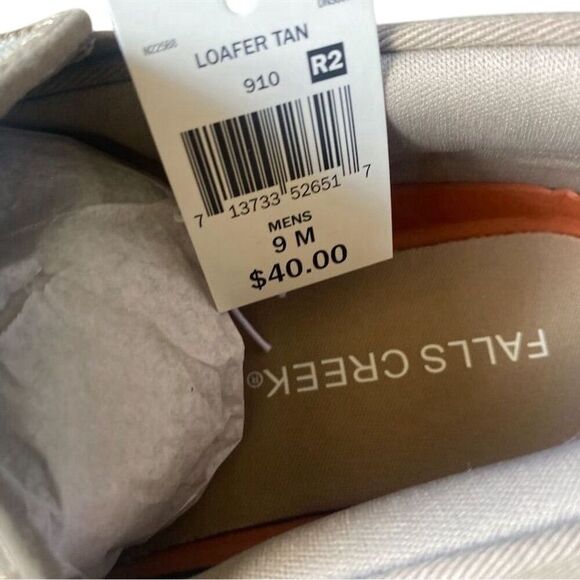 LOAFER TAN
910 R2
7 13733 52651 7
MENS
9 M
$40.00
FALLS CREEK®